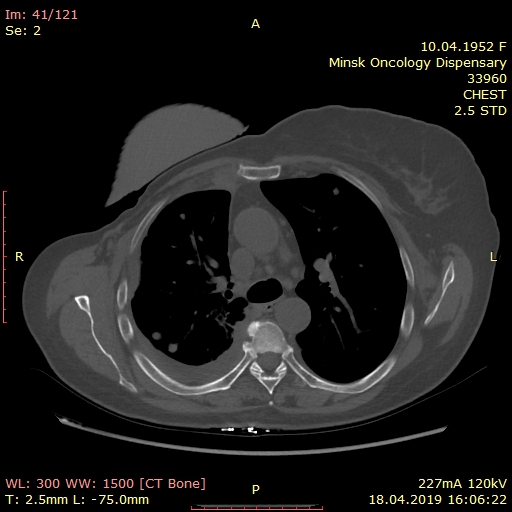 Im: 41/121
Se: 2
A
10.04.1952 F
Minsk Oncology Dispensary
33960
CHEST
2.5 STD
R
L
WL: 300 WW: 1500 [CT Bone]
T: 2.5mm L: -75.0mm
P
227mA 120kV
18.04.2019 16:06:22